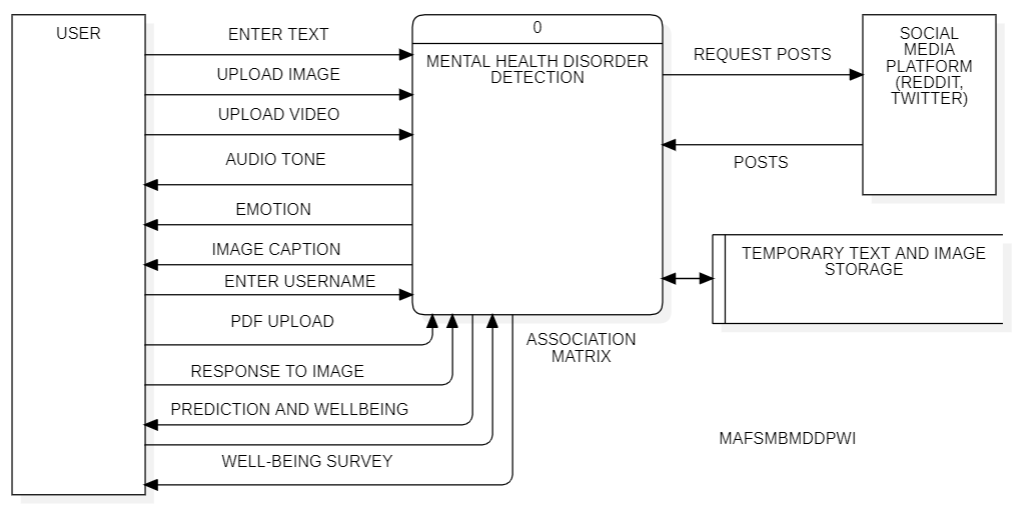 USER
ENTER TEXT
UPLOAD IMAGE
UPLOAD VIDEO
AUDIO TONE
EMOTION
IMAGE CAPTION
ENTER USERNAME
PDF UPLOAD
RESPONSE TO IMAGE
PREDICTION AND WELLBEING
WELL-BEING SURVEY
0
MENTAL HEALTH DISORDER
DETECTION
ASSOCIATION
MATRIX
REQUEST POSTS
POSTS
SOCIAL
MEDIA
PLATFORM
(REDDIT,
TWITTER)
TEMPORARY TEXT AND IMAGE
STORAGE
MAFSMBMDDPWI